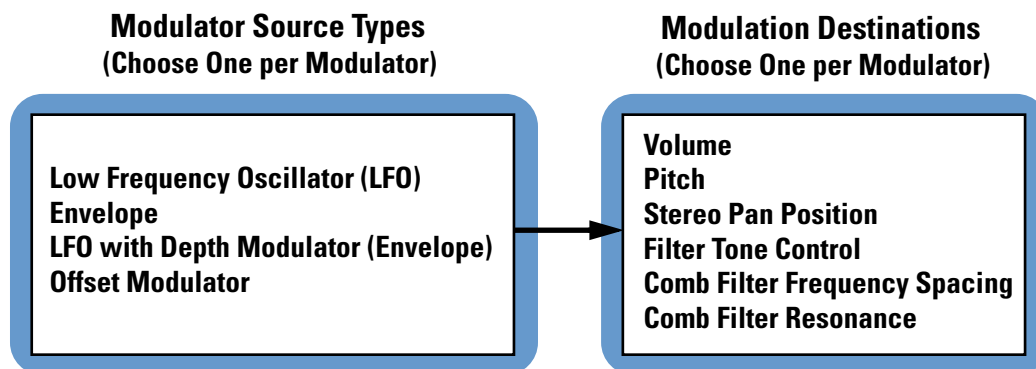 Modulator Source Types
(Choose One per Modulator)
Low Frequency Oscillator (LFO)
Envelope
LFO with Depth Modulator (Envelope)
Offset Modulator
Modulation Destinations
(Choose One per Modulator)
Volume
Pitch
Stereo Pan Position
Filter Tone Control
Comb Filter Frequency Spacing
Comb Filter Resonance